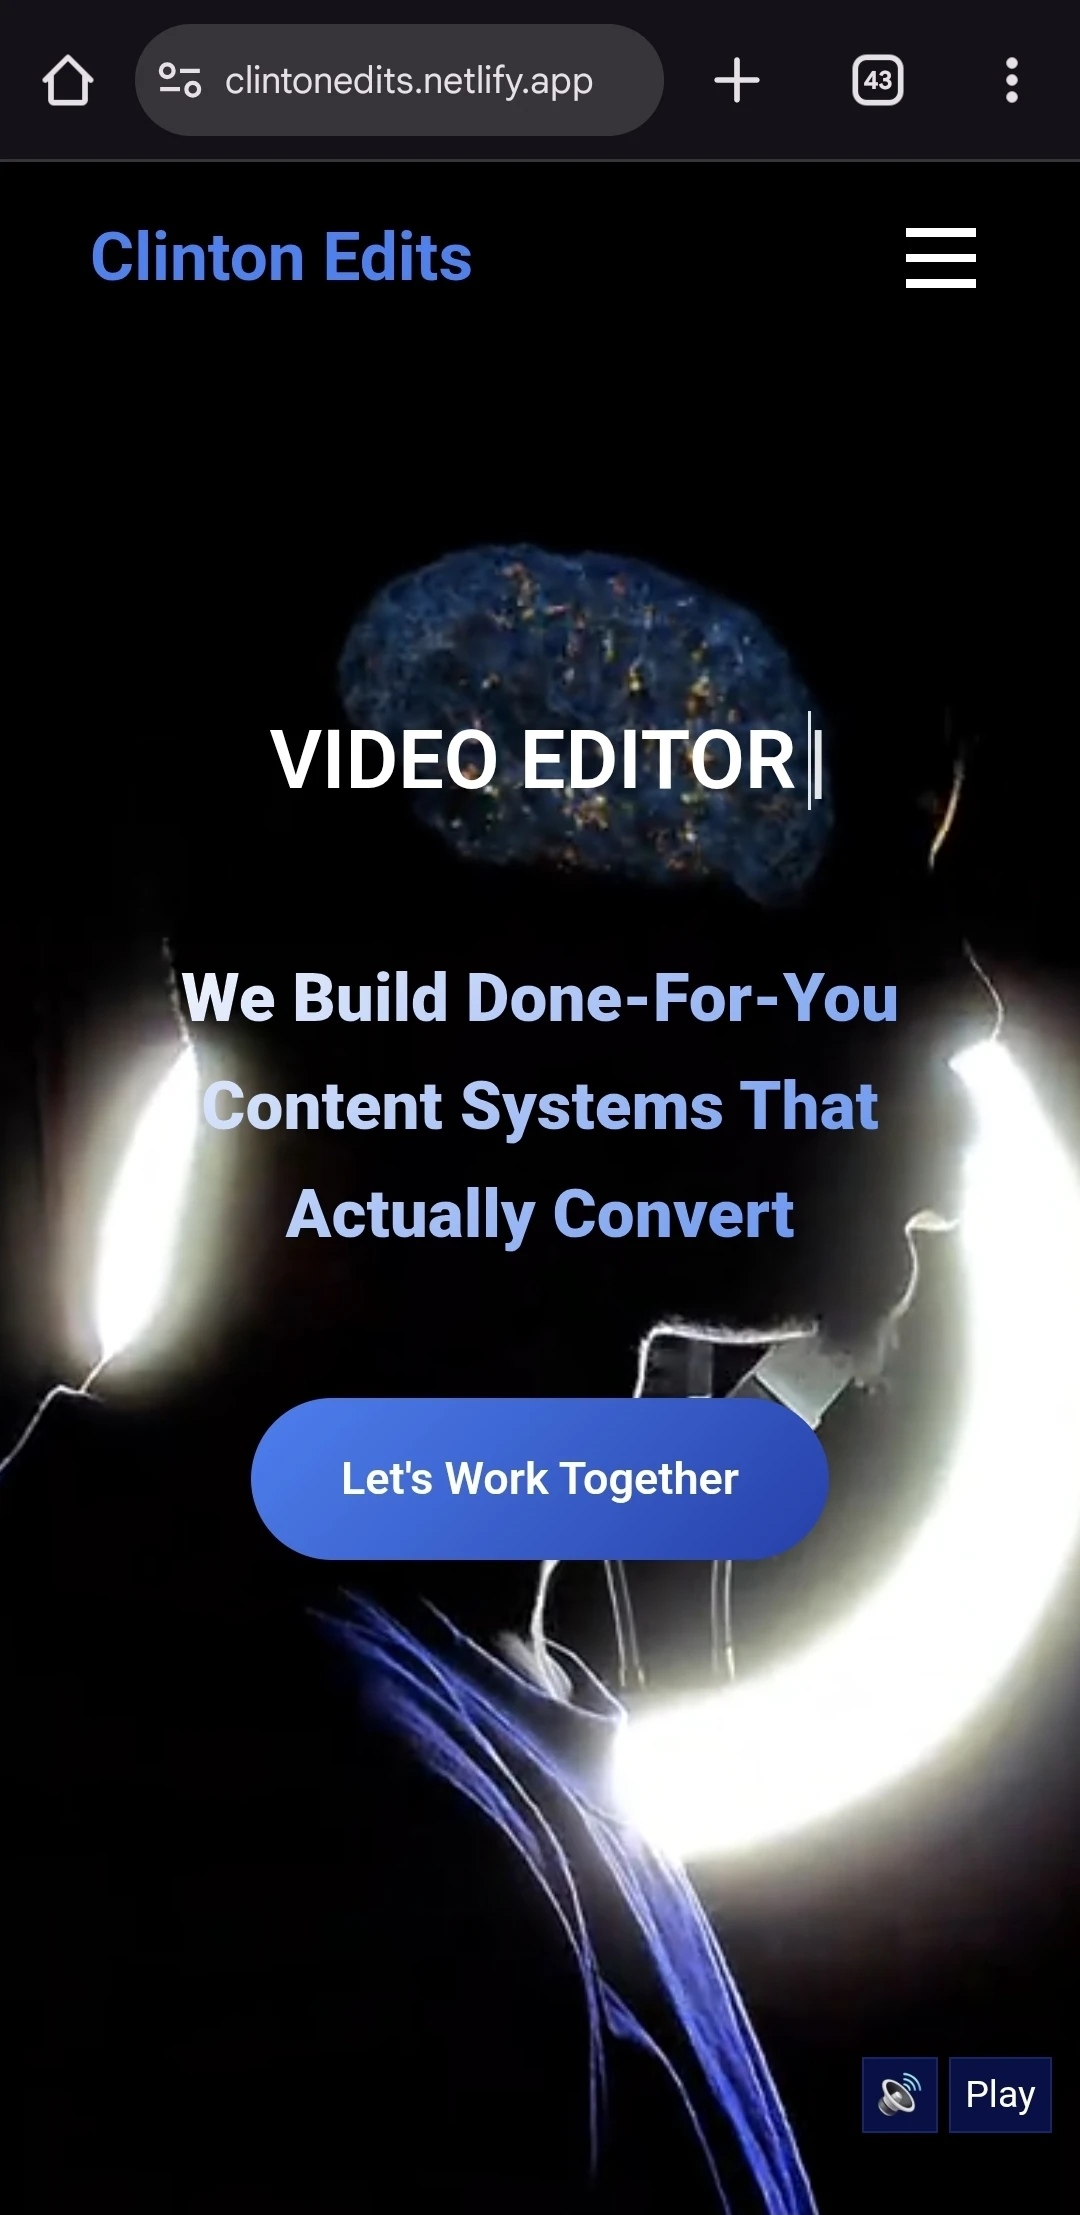 clintonedits.netlify.app
43
Clinton Edits
VIDEO EDITOR
We Build Done-For-You
Content Systems That
Actually Convert
Let's Work Together
Play